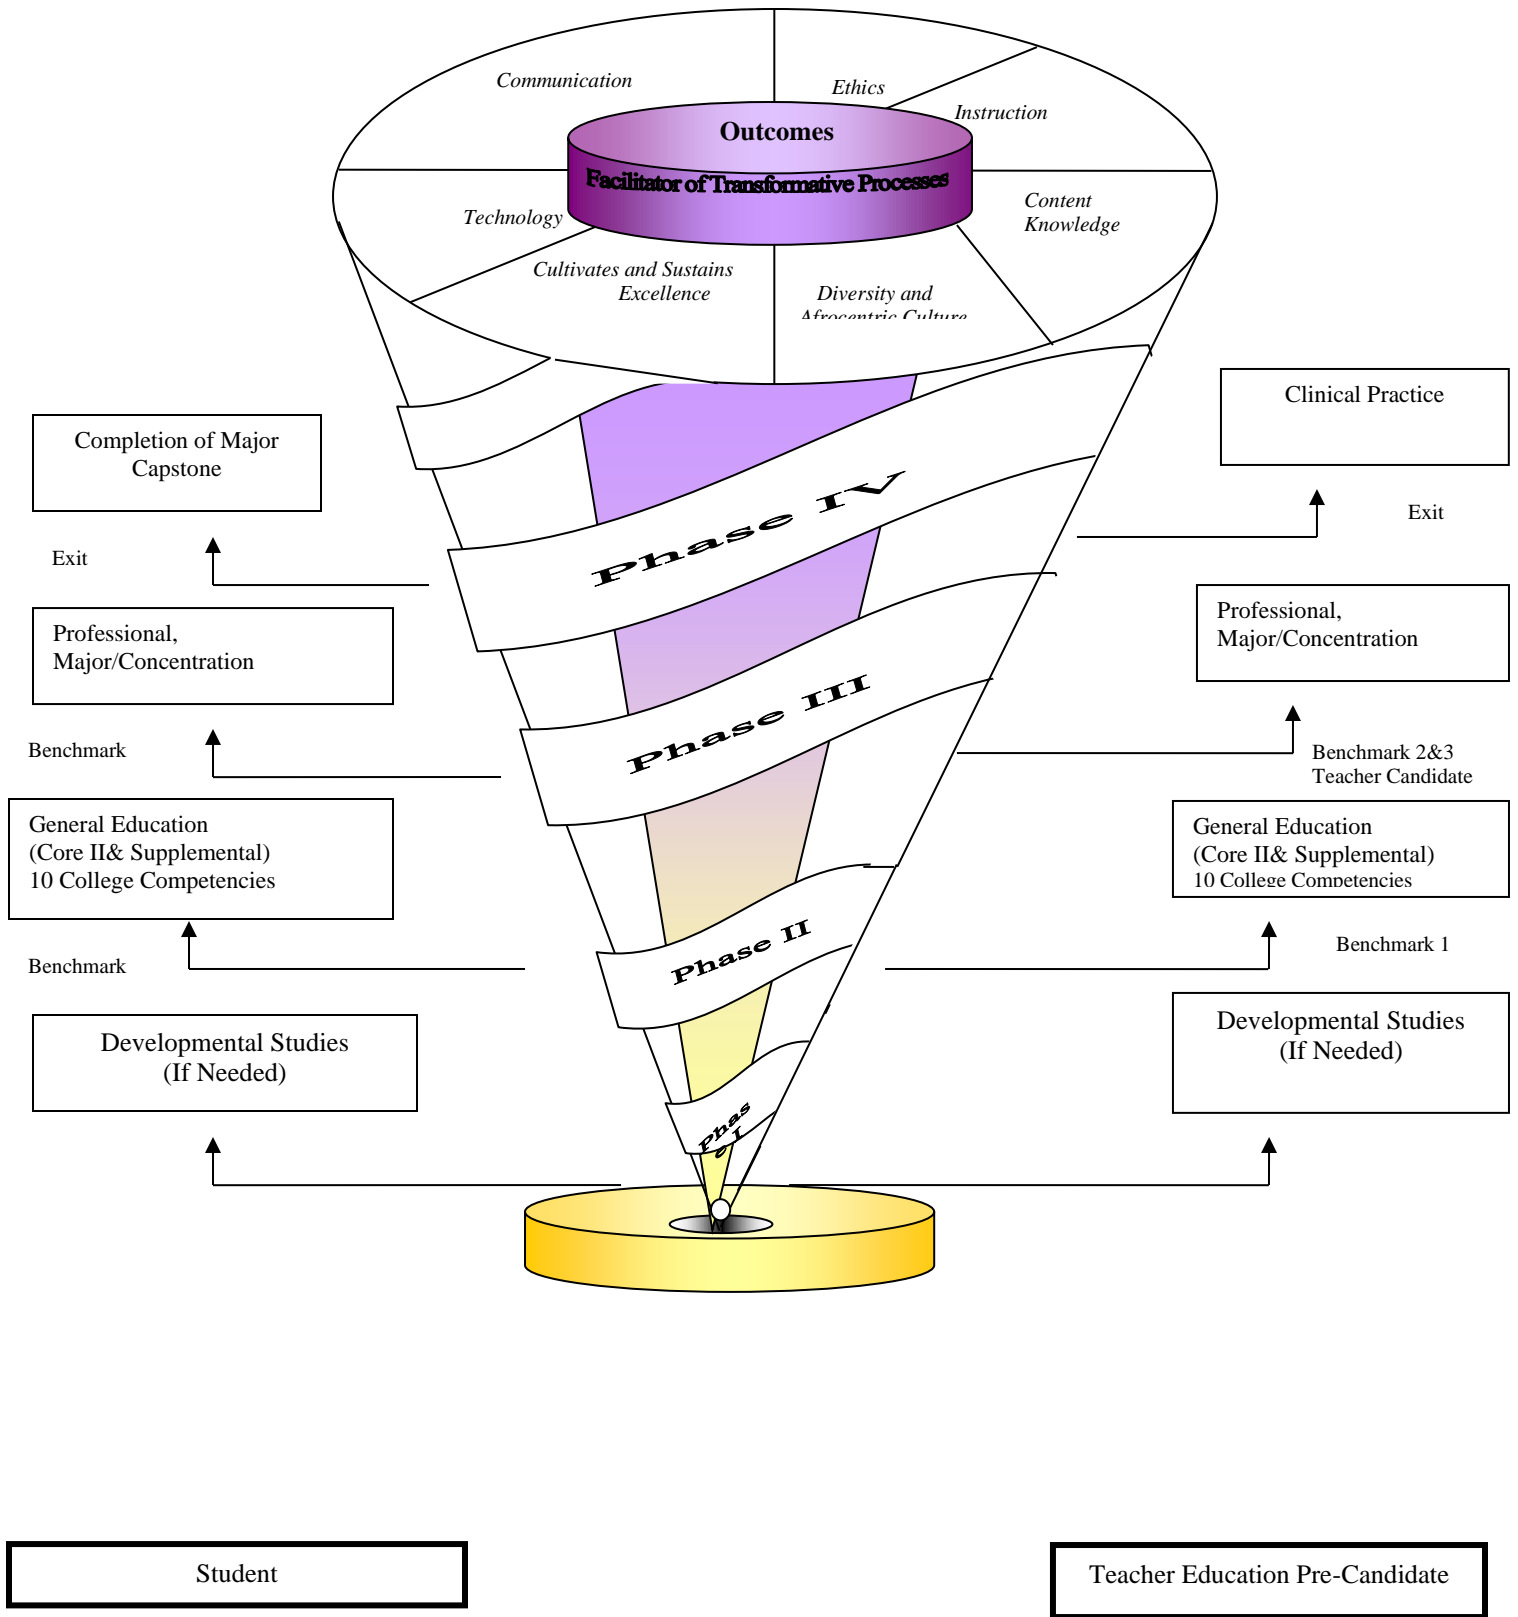 Communication
Ethics
Instruction
Outcomes
Facilitator of Transformative Processes
Content
Knowledge
Technology
Cultivates and Sustains
Excellence
Diversity and
Afrocentric Culture
Clinical Practice
Completion of Major
Capstone
Exit
Exit
Phase IV
Professional,
Major/Concentration
Professional,
Major/Concentration
Phase III
Benchmark
Benchmark 2&3
Teacher Candidate
General Education
(Core II& Supplemental)
10 College Competencies
General Education
(Core II& Supplemental)
10 College Competencies
Phase II
Benchmark
Benchmark 1
Developmental Studies
(If Needed)
Developmental Studies
(If Needed)
Phas
e I
Student
Teacher Education Pre-Candidate